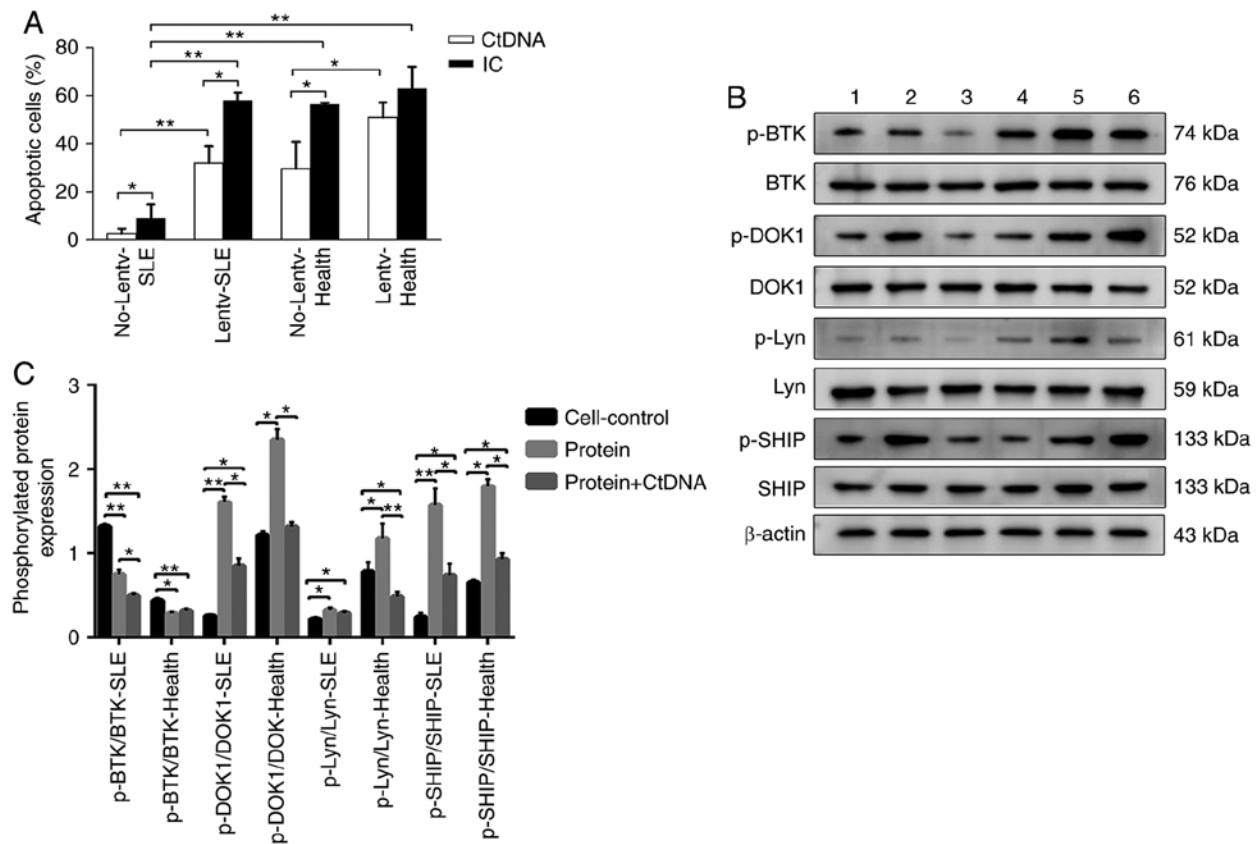 A
**
**
**
*
*
*
**
*
CtDNA
IC
Apoptotic cells (%)
80
60
40
20
0
No-Lentv-
SLE
Lentv-SLE
No-Lentv-
Health
Lentv-
Health
B
1 2 3 4 5 6
p-BTK 74 kDa
BTK 76 kDa
p-DOK1 52 kDa
DOK1 52 kDa
p-Lyn 61 kDa
Lyn 59 kDa
p-SHIP 133 kDa
SHIP 133 kDa
β-actin 43 kDa
C
Phosphorylated protein
expression
3
2
1
0
**
**
*
**
*
*
**
*
*
*
*
*
*
*
**
*
**
*
*
*
*
Cell-control
Protein
Protein+CtDNA
p-BTK/BTK-SLE
p-BTK/BTK-Health
p-DOK1/DOK1-SLE
p-DOK1/DOK-Health
p-Lyn/Lyn-SLE
p-Lyn/Lyn-Health
p-SHIP/SHIP-SLE
p-SHIP/SHIP-Health